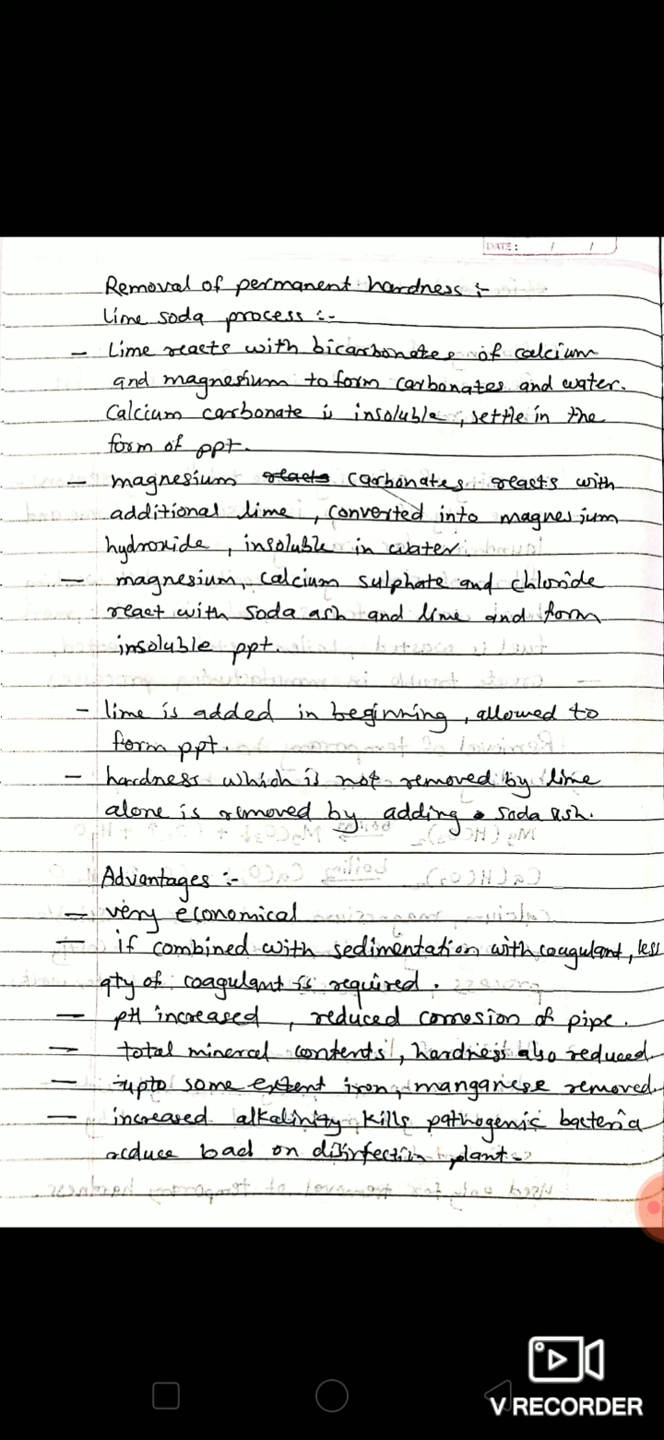 DATE: / /
Removal of permanent hardness :-
Lime soda process :-
- Lime reacts with bicarbonates of calcium
and magnesium to form carbonates and water.
Calcium carbonate is insoluble, settle in the
form of ppt.
- magnesium reacts carbonates reacts with
additional lime, converted into magnesium
hydroxide, insoluble in water.
- magnesium, calcium sulphate and chloride
react with soda ash and lime and form
insoluble ppt.
- lime is added in beginning, allowed to
form ppt.
- hardness which is not removed by lime
alone is removed by adding soda ash.
Advantages :-
- very economical
- if combined with sedimentation with coagulant, less
qty of coagulant is required.
- pH increased, reduced corrosion of pipe.
- total mineral contents, hardness also reduced
- upto some extent iron, manganese removed
- increased alkalinity kills pathogenic bacteria
reduce load on disinfection plant.
V RECORDER